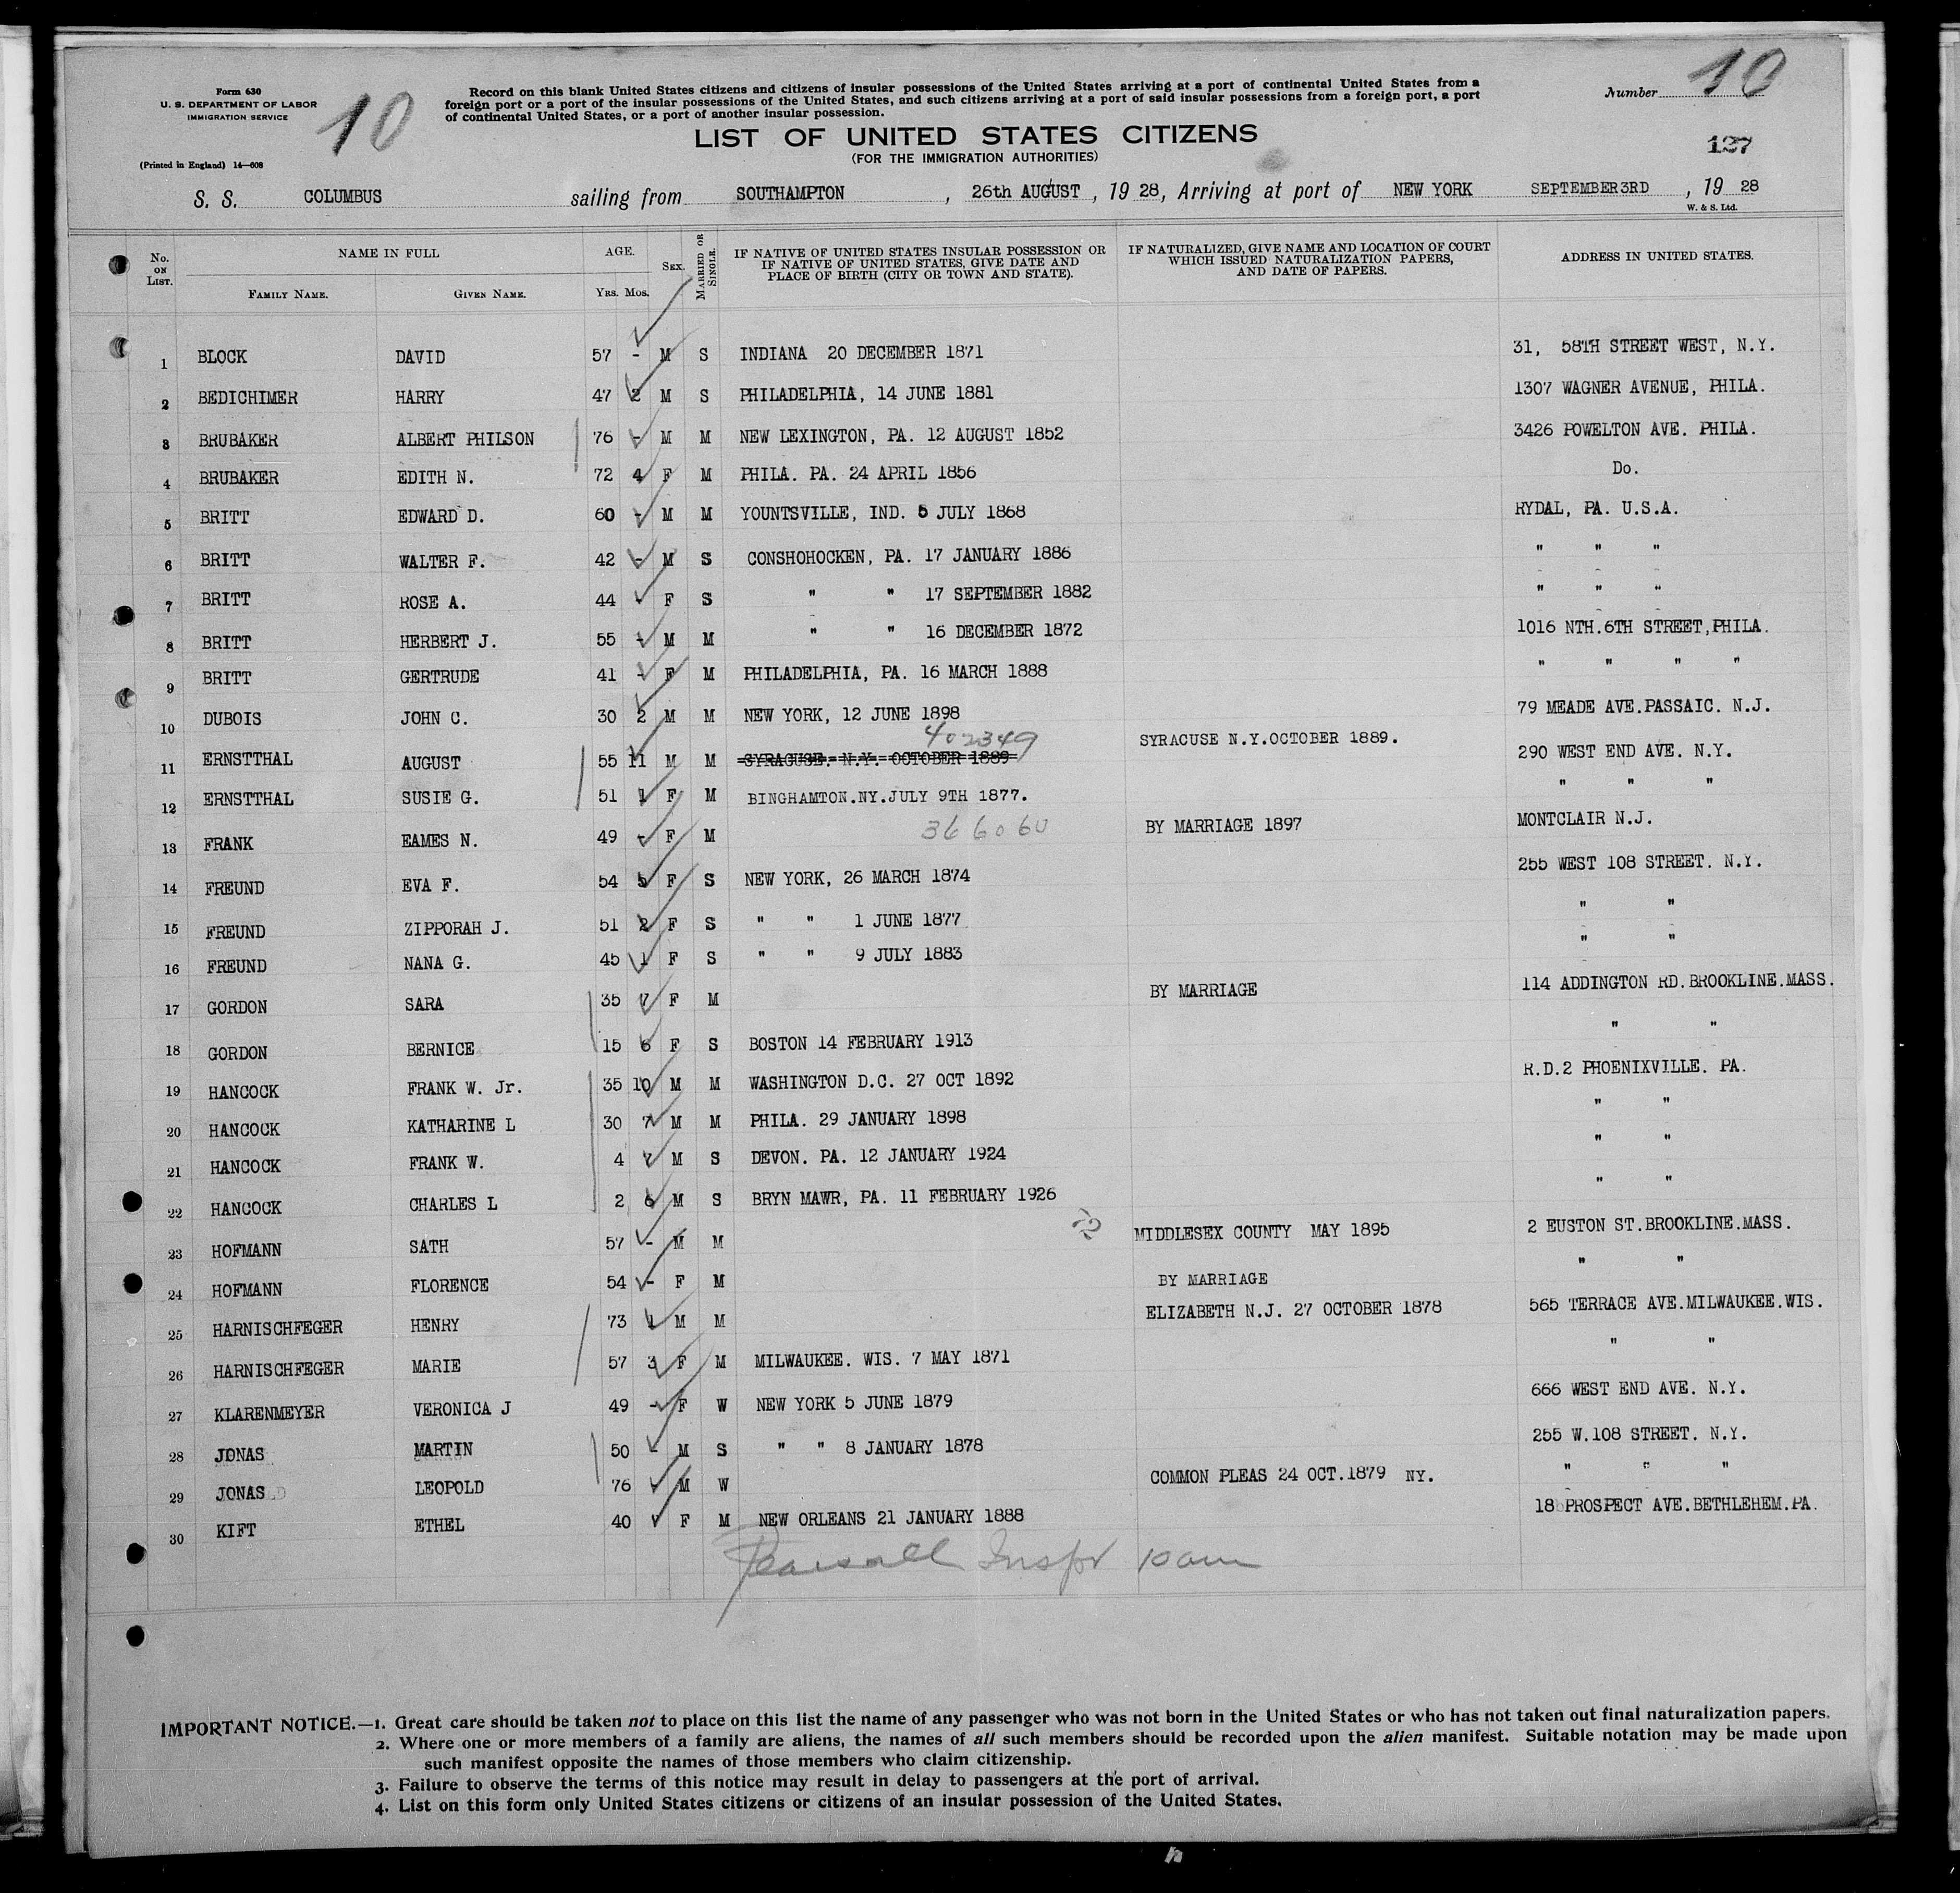 Form 630
U. S. DEPARTMENT OF LABOR
IMMIGRATION SERVICE
(Printed in England) 14—608
10
Record on this blank United States citizens and citizens of insular possessions of the United States arriving at a port of continental United States from a
foreign port or a port of the insular possessions of the United States, and such citizens arriving at a port of said insular possessions from a foreign port, a port
of continental United States, or a port of another insular possession.
Number 10
LIST OF UNITED STATES CITIZENS
(FOR THE IMMIGRATION AUTHORITIES)
127
S. S. COLUMBUS sailing from SOUTHAMPTON, 26th AUGUST, 19 28, Arriving at port of NEW YORK SEPTEMBER 3RD, 19 28
W. & S. Ltd.
No. ON LIST.
NAME IN FULL
FAMILY NAME. GIVEN NAME.
AGE.
YRS. MOS.
SEX.
MARRIED OR SINGLE.
IF NATIVE OF UNITED STATES INSULAR POSSESSION OR
IF NATIVE OF UNITED STATES, GIVE DATE AND
PLACE OF BIRTH (CITY OR TOWN AND STATE).
IF NATURALIZED, GIVE NAME AND LOCATION OF COURT
WHICH ISSUED NATURALIZATION PAPERS,
AND DATE OF PAPERS.
ADDRESS IN UNITED STATES.
1 BLOCK DAVID 57 - M S INDIANA 20 DECEMBER 1871 31, 58TH STREET WEST, N.Y.
2 BEDICHIMER HARRY 47 2 M S PHILADELPHIA, 14 JUNE 1881 1307 WAGNER AVENUE, PHILA.
3 BRUBAKER ALBERT PHILSON 76 - M M NEW LEXINGTON, PA. 12 AUGUST 1852 3426 POWELTON AVE. PHILA.
4 BRUBAKER EDITH N. 72 4 F M PHILA. PA. 24 APRIL 1856 Do.
5 BRITT EDWARD D. 60 - M M YOUNTSVILLE, IND. 5 JULY 1868 RYDAL, PA. U.S.A.
6 BRITT WALTER F. 42 - M S CONSHOHOCKEN, PA. 17 JANUARY 1886 " " "
7 BRITT ROSE A. 44 - F S " " 17 SEPTEMBER 1882 " " "
8 BRITT HERBERT J. 55 - M M " " 16 DECEMBER 1872 1016 NTH.6TH STREET,PHILA.
9 BRITT GERTRUDE 41 - F M PHILADELPHIA, PA. 16 MARCH 1888 " " " "
10 DUBOIS JOHN C. 30 2 M M NEW YORK, 12 JUNE 1898 79 MEADE AVE.PASSAIC. N.J.
402349
11 ERNSTTHAL AUGUST 55 11 M M SYRACUSE. N.Y. OCTOBER 1889 SYRACUSE N.Y.OCTOBER 1889. 290 WEST END AVE. N.Y.
12 ERNSTTHAL SUSIE G. 51 1 F M BINGHAMTON.NY.JULY 9TH 1877. " " "
13 FRANK EAMES N. 49 - F M 366060 BY MARRIAGE 1897 MONTCLAIR N.J.
14 FREUND EVA F. 54 5 F S NEW YORK, 26 MARCH 1874 255 WEST 108 STREET. N.Y.
15 FREUND ZIPPORAH J. 51 2 F S " " 1 JUNE 1877 " "
16 FREUND NANA G. 45 1 F S " " 9 JULY 1883 " "
17 GORDON SARA 35 7 F M BY MARRIAGE 114 ADDINGTON RD.BROOKLINE.MASS.
18 GORDON BERNICE 15 6 F S BOSTON 14 FEBRUARY 1913 " "
19 HANCOCK FRANK W. Jr. 35 10 M M WASHINGTON D.C. 27 OCT 1892 R.D.2 PHOENIXVILLE. PA.
20 HANCOCK KATHARINE L 30 7 M M PHILA. 29 JANUARY 1898 " "
21 HANCOCK FRANK W. 4 7 M S DEVON. PA. 12 JANUARY 1924 " "
22 HANCOCK CHARLES L 2 6 M S BRYN MAWR, PA. 11 FEBRUARY 1926 " "
23 HOFMANN SATH 57 - M M MIDDLESEX COUNTY MAY 1895 2 EUSTON ST.BROOKLINE.MASS.
24 HOFMANN FLORENCE 54 - F M BY MARRIAGE " "
25 HARNISCHFEGER HENRY 73 1 M M ELIZABETH N.J. 27 OCTOBER 1878 565 TERRACE AVE.MILWAUKEE.WIS.
26 HARNISCHFEGER MARIE 57 3 F M MILWAUKEE. WIS. 7 MAY 1871 " "
27 KLARENMEYER VERONICA J 49 - F W NEW YORK 5 JUNE 1879 666 WEST END AVE. N.Y.
28 JONAS MARTIN 50 - M S " " 8 JANUARY 1878 255 W.108 STREET. N.Y.
29 JONAS LEOPOLD 76 M W COMMON PLEAS 24 OCT.1879 NY. " " "
30 KIFT ETHEL 40 F M NEW ORLEANS 21 JANUARY 1888 18 PROSPECT AVE.BETHLEHEM.PA.
Pearsall Inspr 10 am
IMPORTANT NOTICE.—1. Great care should be taken not to place on this list the name of any passenger who was not born in the United States or who has not taken out final naturalization papers.
2. Where one or more members of a family are aliens, the names of all such members should be recorded upon the alien manifest. Suitable notation may be made upon
such manifest opposite the names of those members who claim citizenship.
3. Failure to observe the terms of this notice may result in delay to passengers at the port of arrival.
4. List on this form only United States citizens or citizens of an insular possession of the United States.